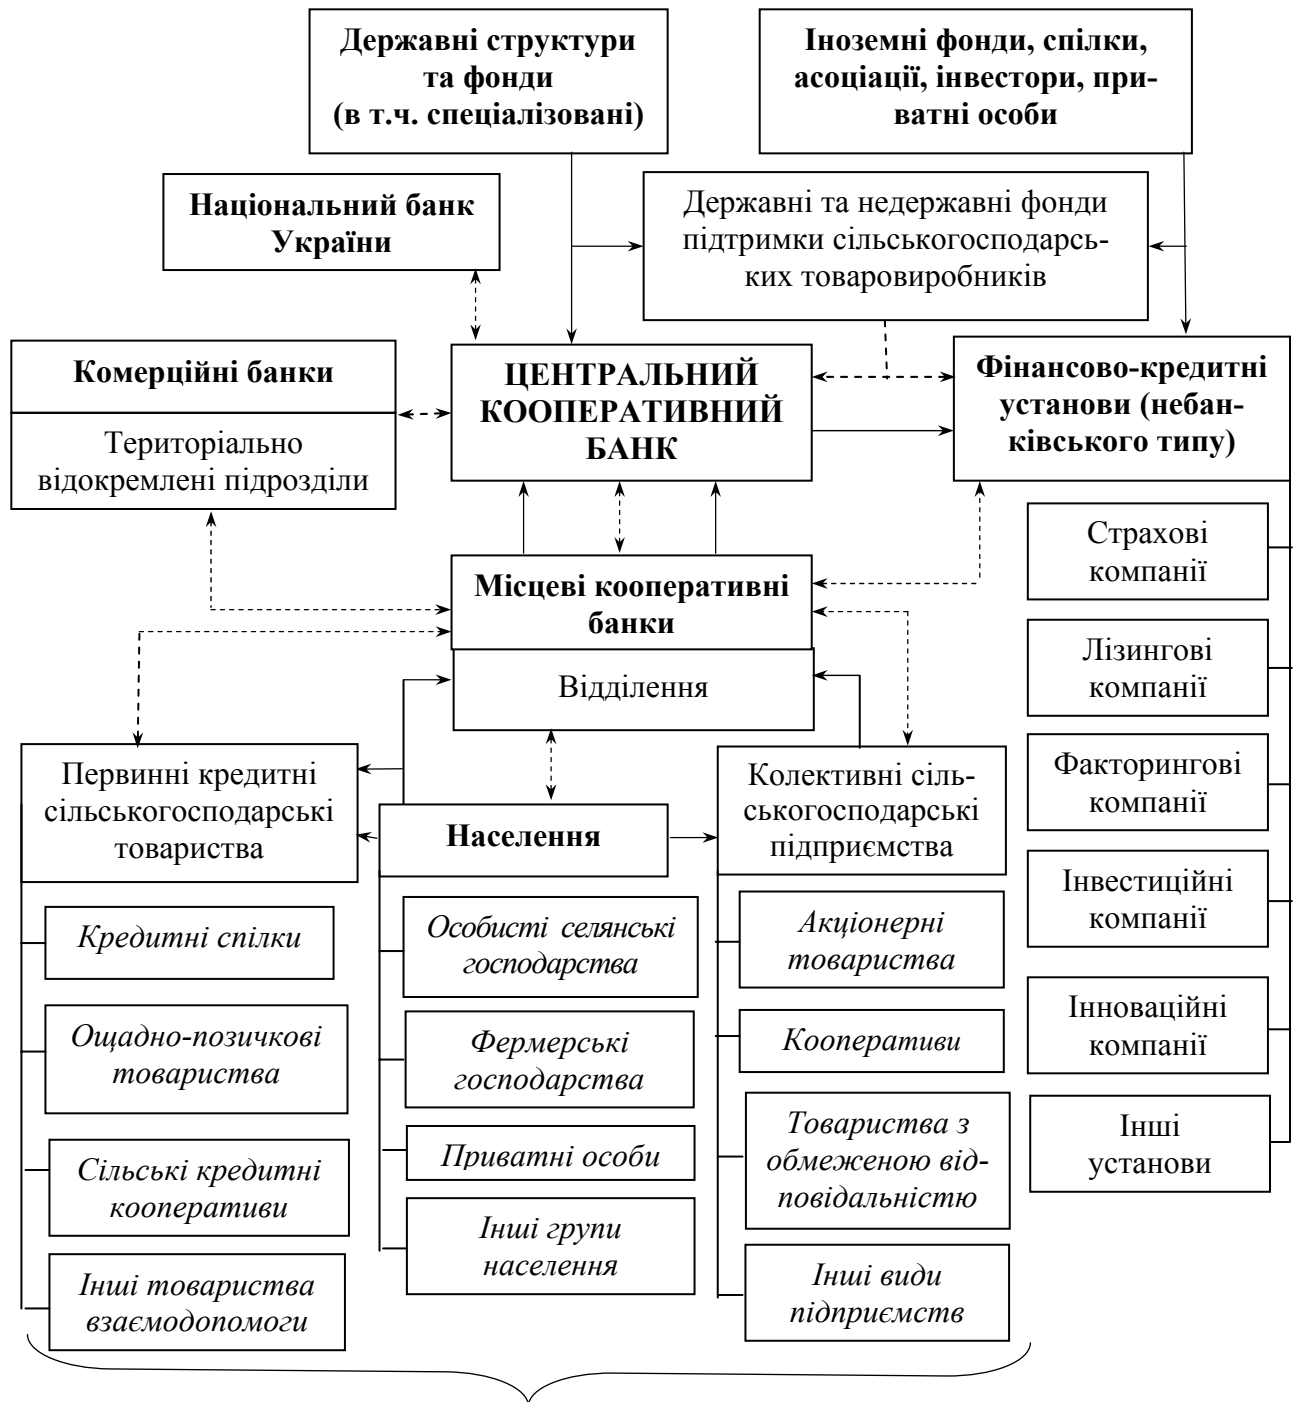 Державні структури
та фонди
(в т.ч. спеціалізовані)
Іноземні фонди, спілки,
асоціації, інвестори, при-
ватні особи
Національний банк
України
Державні та недержавні фонди
підтримки сільськогосподарсь-
ких товаровиробників
Комерційні банки
Територіально
відокремлені підрозділи
ЦЕНТРАЛЬНИЙ
КООПЕРАТИВНИЙ
БАНК
Фінансово-кредитні
установи (небан-
ківського типу)
Місцеві кооперативні
банки
Відділення
Первинні кредитні
сільськогосподарські
товариства
Населення
Колективні сіль-
ськогосподарські
підприємства
Кредитні спілки
Ощадно-позичкові
товариства
Сільські кредитні
кооперативи
Інші товариства
взаємодопомоги
Особисті селянські
господарства
Фермерські
господарства
Приватні особи
Інші групи
населення
Акціонерні
товариства
Кооперативи
Товариства з
обмеженою від-
повідальністю
Інші види
підприємств
Страхові
компанії
Лізингові
компанії
Факторингові
компанії
Інвестиційні
компанії
Інноваційні
компанії
Інші
установи